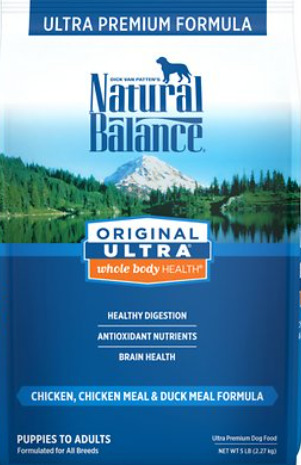 ULTRA PREMIUM FORMULA
DICK VAN PATTEN'S
Natural
Balance
ORIGINAL
ULTRA
whole body HEALTH®
HEALTHY DIGESTION
ANTIOXIDANT NUTRIENTS
BRAIN HEALTH
CHICKEN, CHICKEN MEAL & DUCK MEAL FORMULA
PUPPIES TO ADULTS
Formulated for All Breeds
Ultra Premium Dog Food
NET WT 5 LB (2.27 kg)